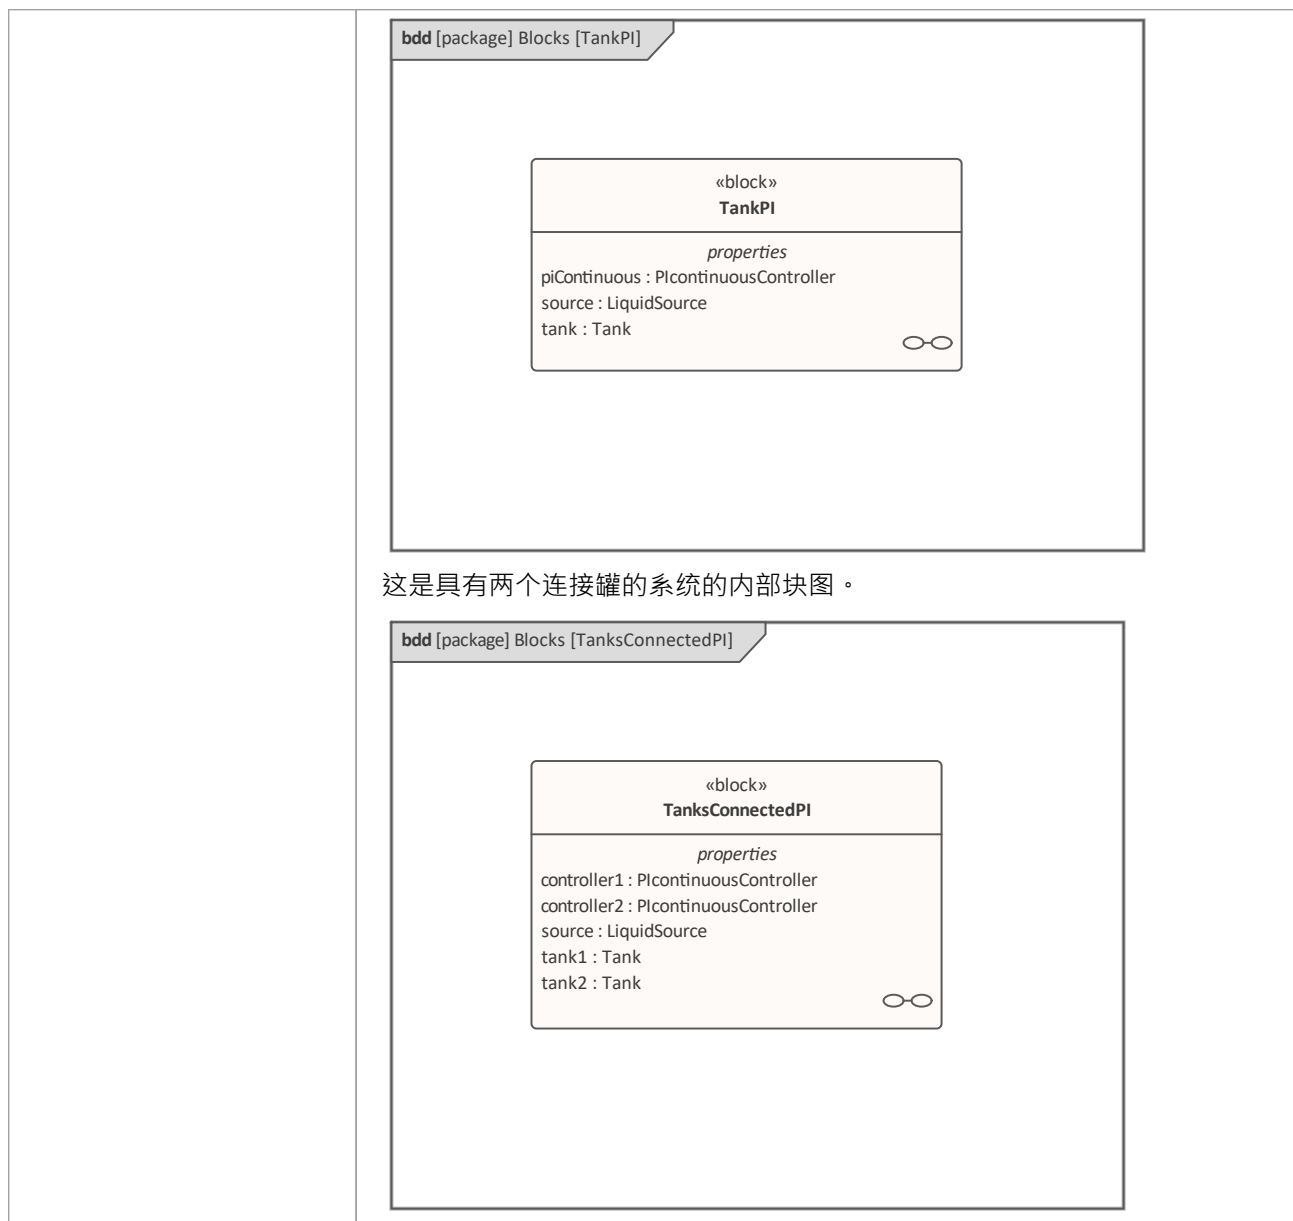 bdd [package] Blocks [TankPI]
«block»
TankPI
properties
piContinuous : PIcontinuousController
source : LiquidSource
tank : Tank
这是具有两个连接罐的系统的内部块图。
bdd [package] Blocks [TanksConnectedPI]
«block»
TanksConnectedPI
properties
controller1 : PIcontinuousController
controller2 : PIcontinuousController
source : LiquidSource
tank1 : Tank
tank2 : Tank